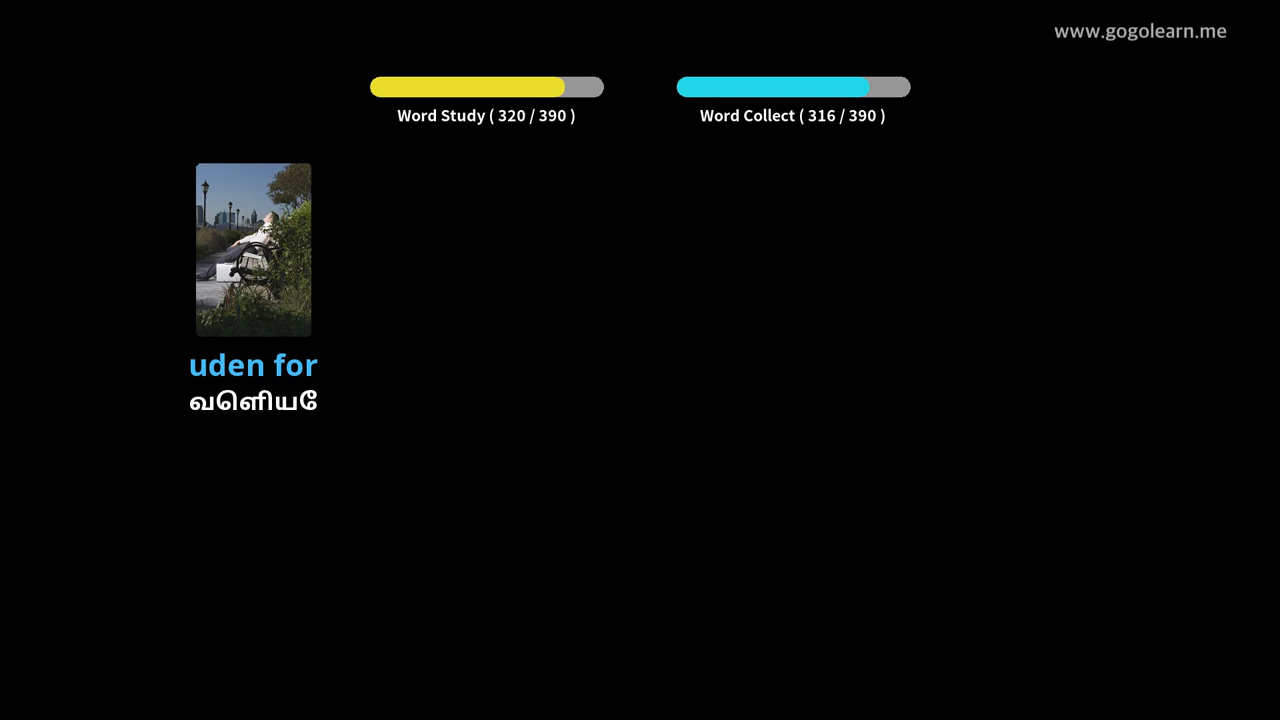 www.gogolearn.me
Word Study ( 320 / 390 )
Word Collect ( 316 / 390 )
uden for
வெளியே